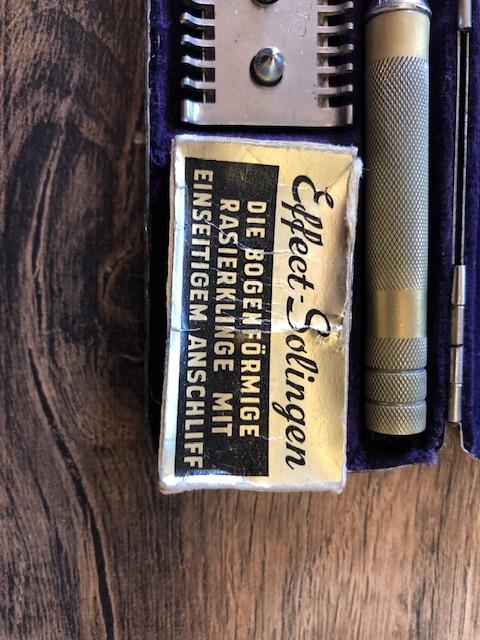 Effect-Solingen
DIE BOGENFÖRMIGE
RASIERKLINGE MIT
EINSEITIGEM ANSCHLIFF